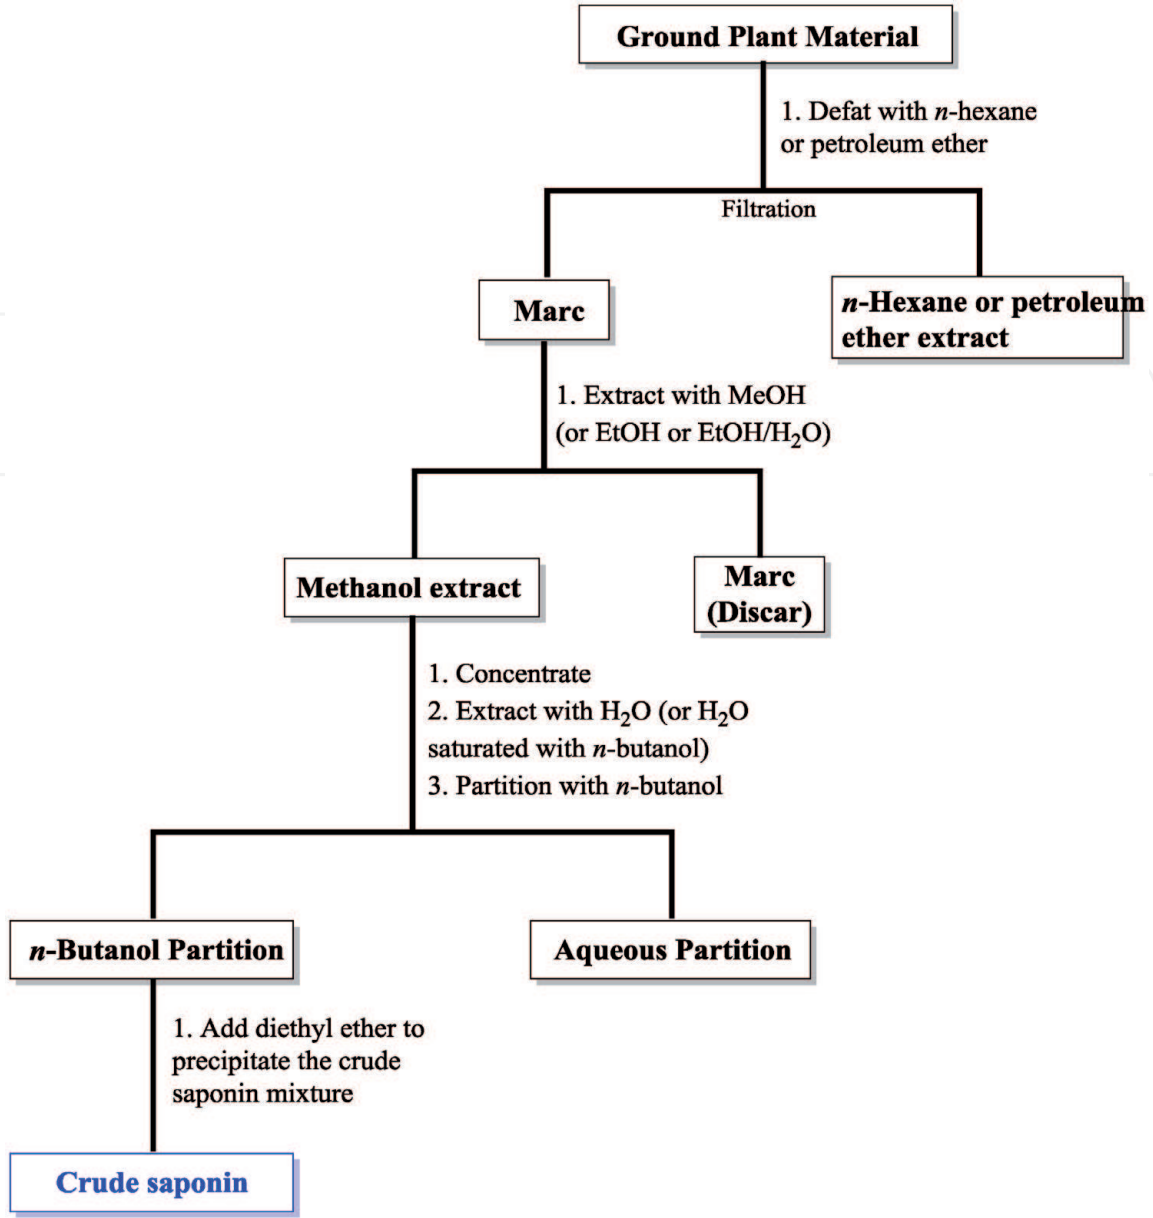 Ground Plant Material
1. Defat with n-hexane
or petroleum ether
Filtration
Marc
n-Hexane or petroleum
ether extract
1. Extract with MeOH
(or EtOH or EtOH/H₂O)
Methanol extract
Marc
(Discar)
1. Concentrate
2. Extract with H₂O (or H₂O
saturated with n-butanol)
3. Partition with n-butanol
n-Butanol Partition
Aqueous Partition
1. Add diethyl ether to
precipitate the crude
saponin mixture
Crude saponin